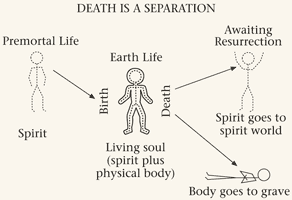 DEATH IS A SEPARATION
Premortal Life
Spirit
Birth
Earth Life
Living soul
(spirit plus
physical body)
Death
Awaiting
Resurrection
Spirit goes to
spirit world
Body goes to grave